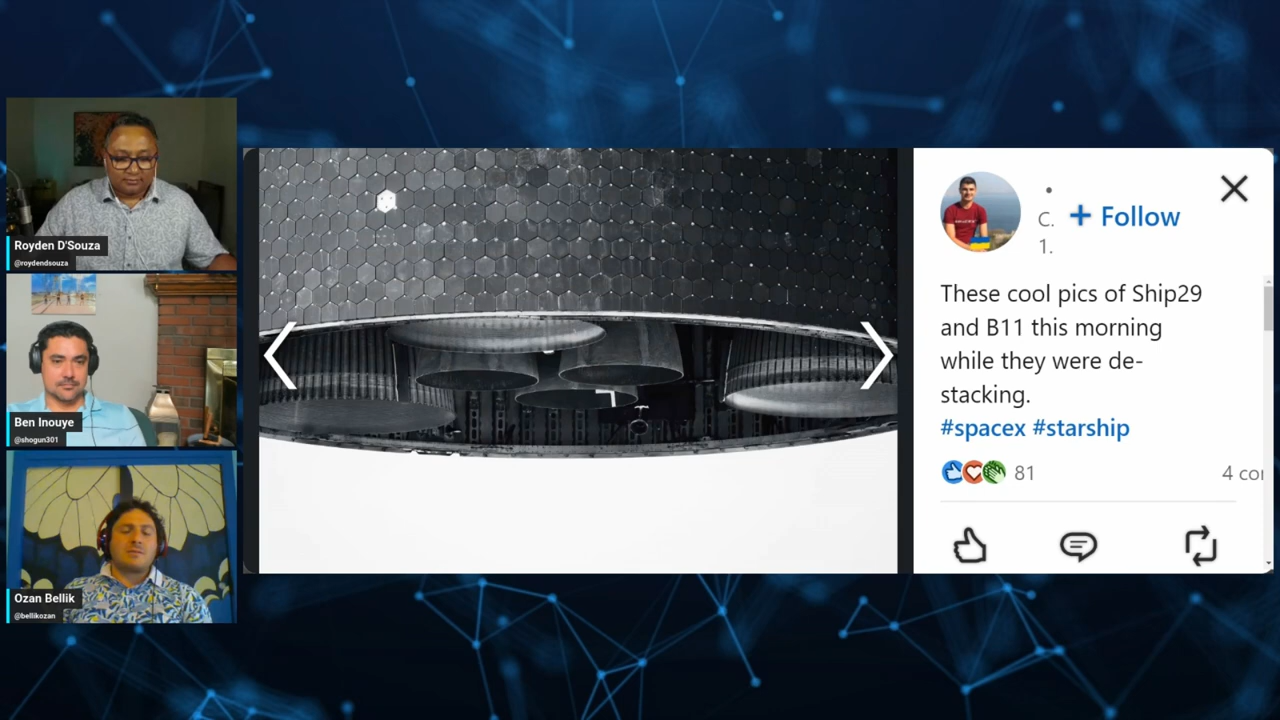 Royden D'Souza
@roydendsouza
Ben Inouye
@shogun301
Ozan Bellik
@bellikozan
•
C.
1.
+ Follow
These cool pics of Ship29
and B11 this morning
while they were de-
stacking.
#spacex #starship
81
4 cor